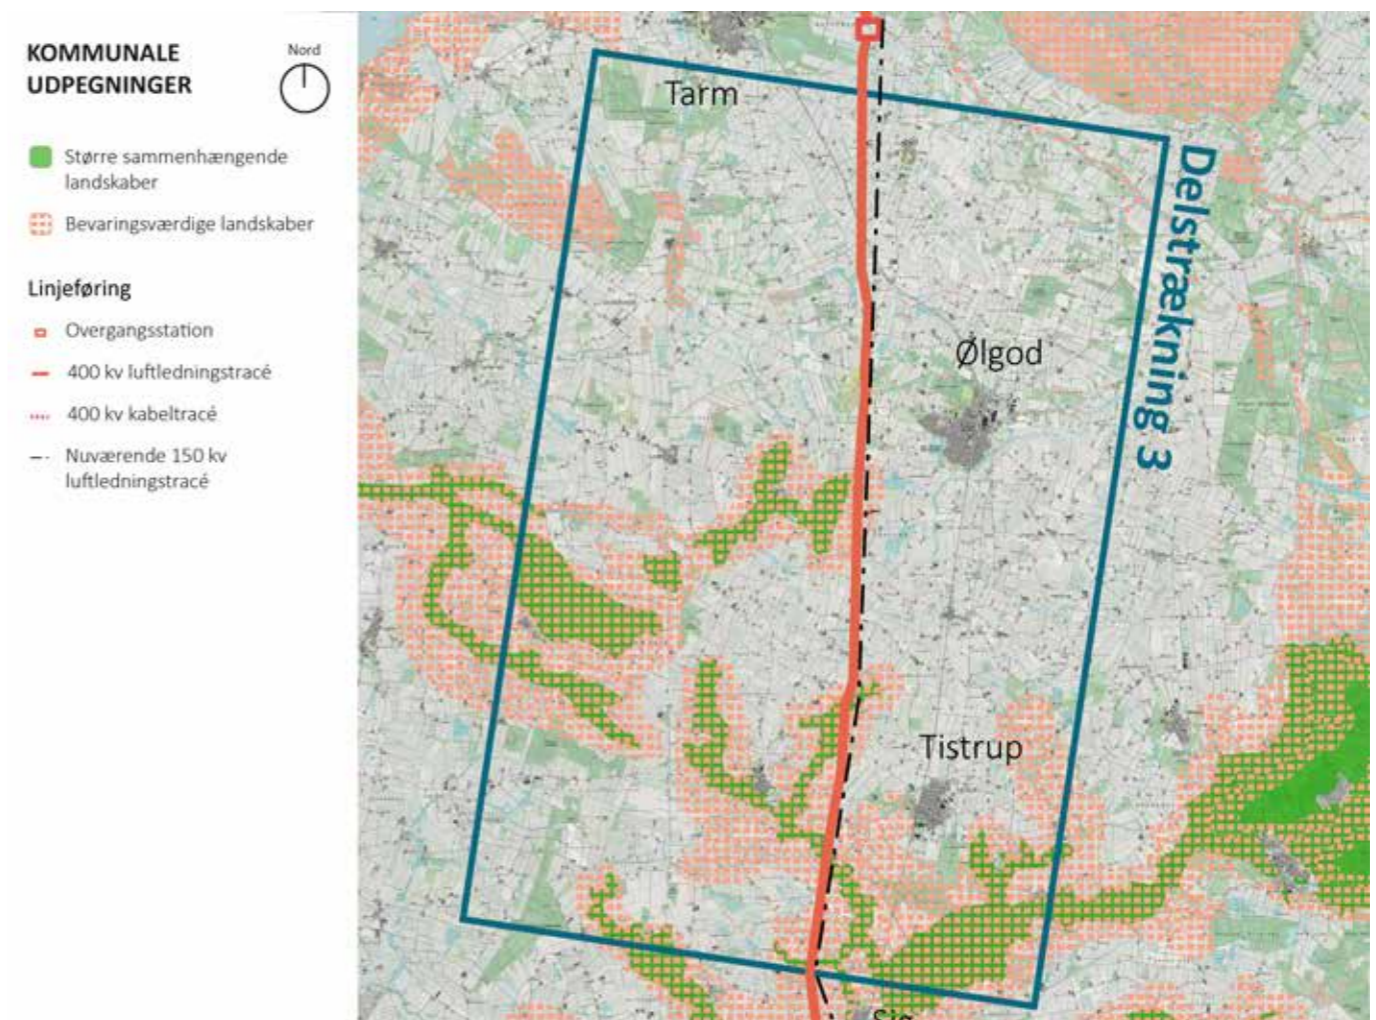 KOMMUNALE
UDPEGNINGER
Nord
Større sammenhængende
landskaber
Bevaringsværdige landskaber
Linjeføring
Overgangsstation
400 kv luftledningstracé
400 kv kabeltracé
Nuværende 150 kv
luftledningstracé
Tarm
Delstrækning 3
Ølgod
Tistrup